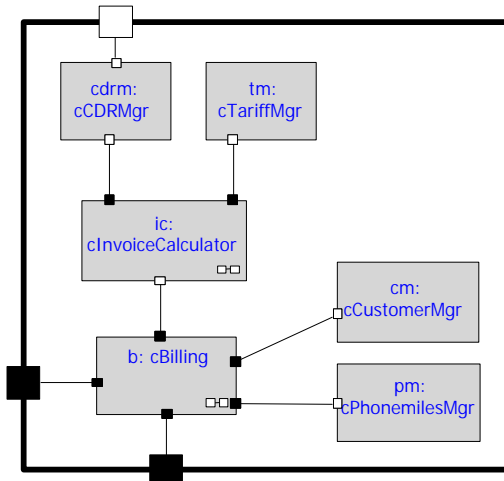 cdrm:
cCDRMgr
tm:
cTariffMgr
ic:
cInvoiceCalculator
cm:
cCustomerMgr
b: cBilling
pm:
cPhonemilesMgr